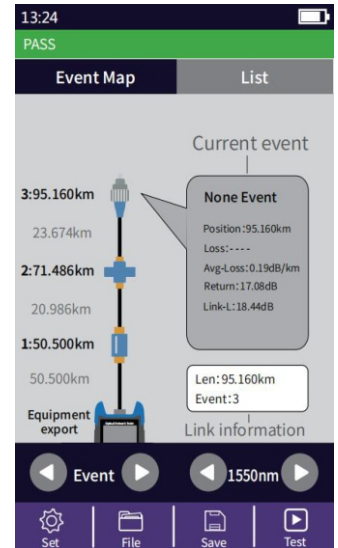 13:24
PASS
Event Map
List
Current event
3:95.160km
None Event
Position:95.160km
Loss:----
Avg-Loss:0.19dB/km
Return:17.08dB
Link-L:18.44dB
23.674km
2:71.486km
20.986km
1:50.500km
50.500km
Len:95.160km
Event:3
Equipment
export
Link information
Event
1550nm
Set
File
Save
Test